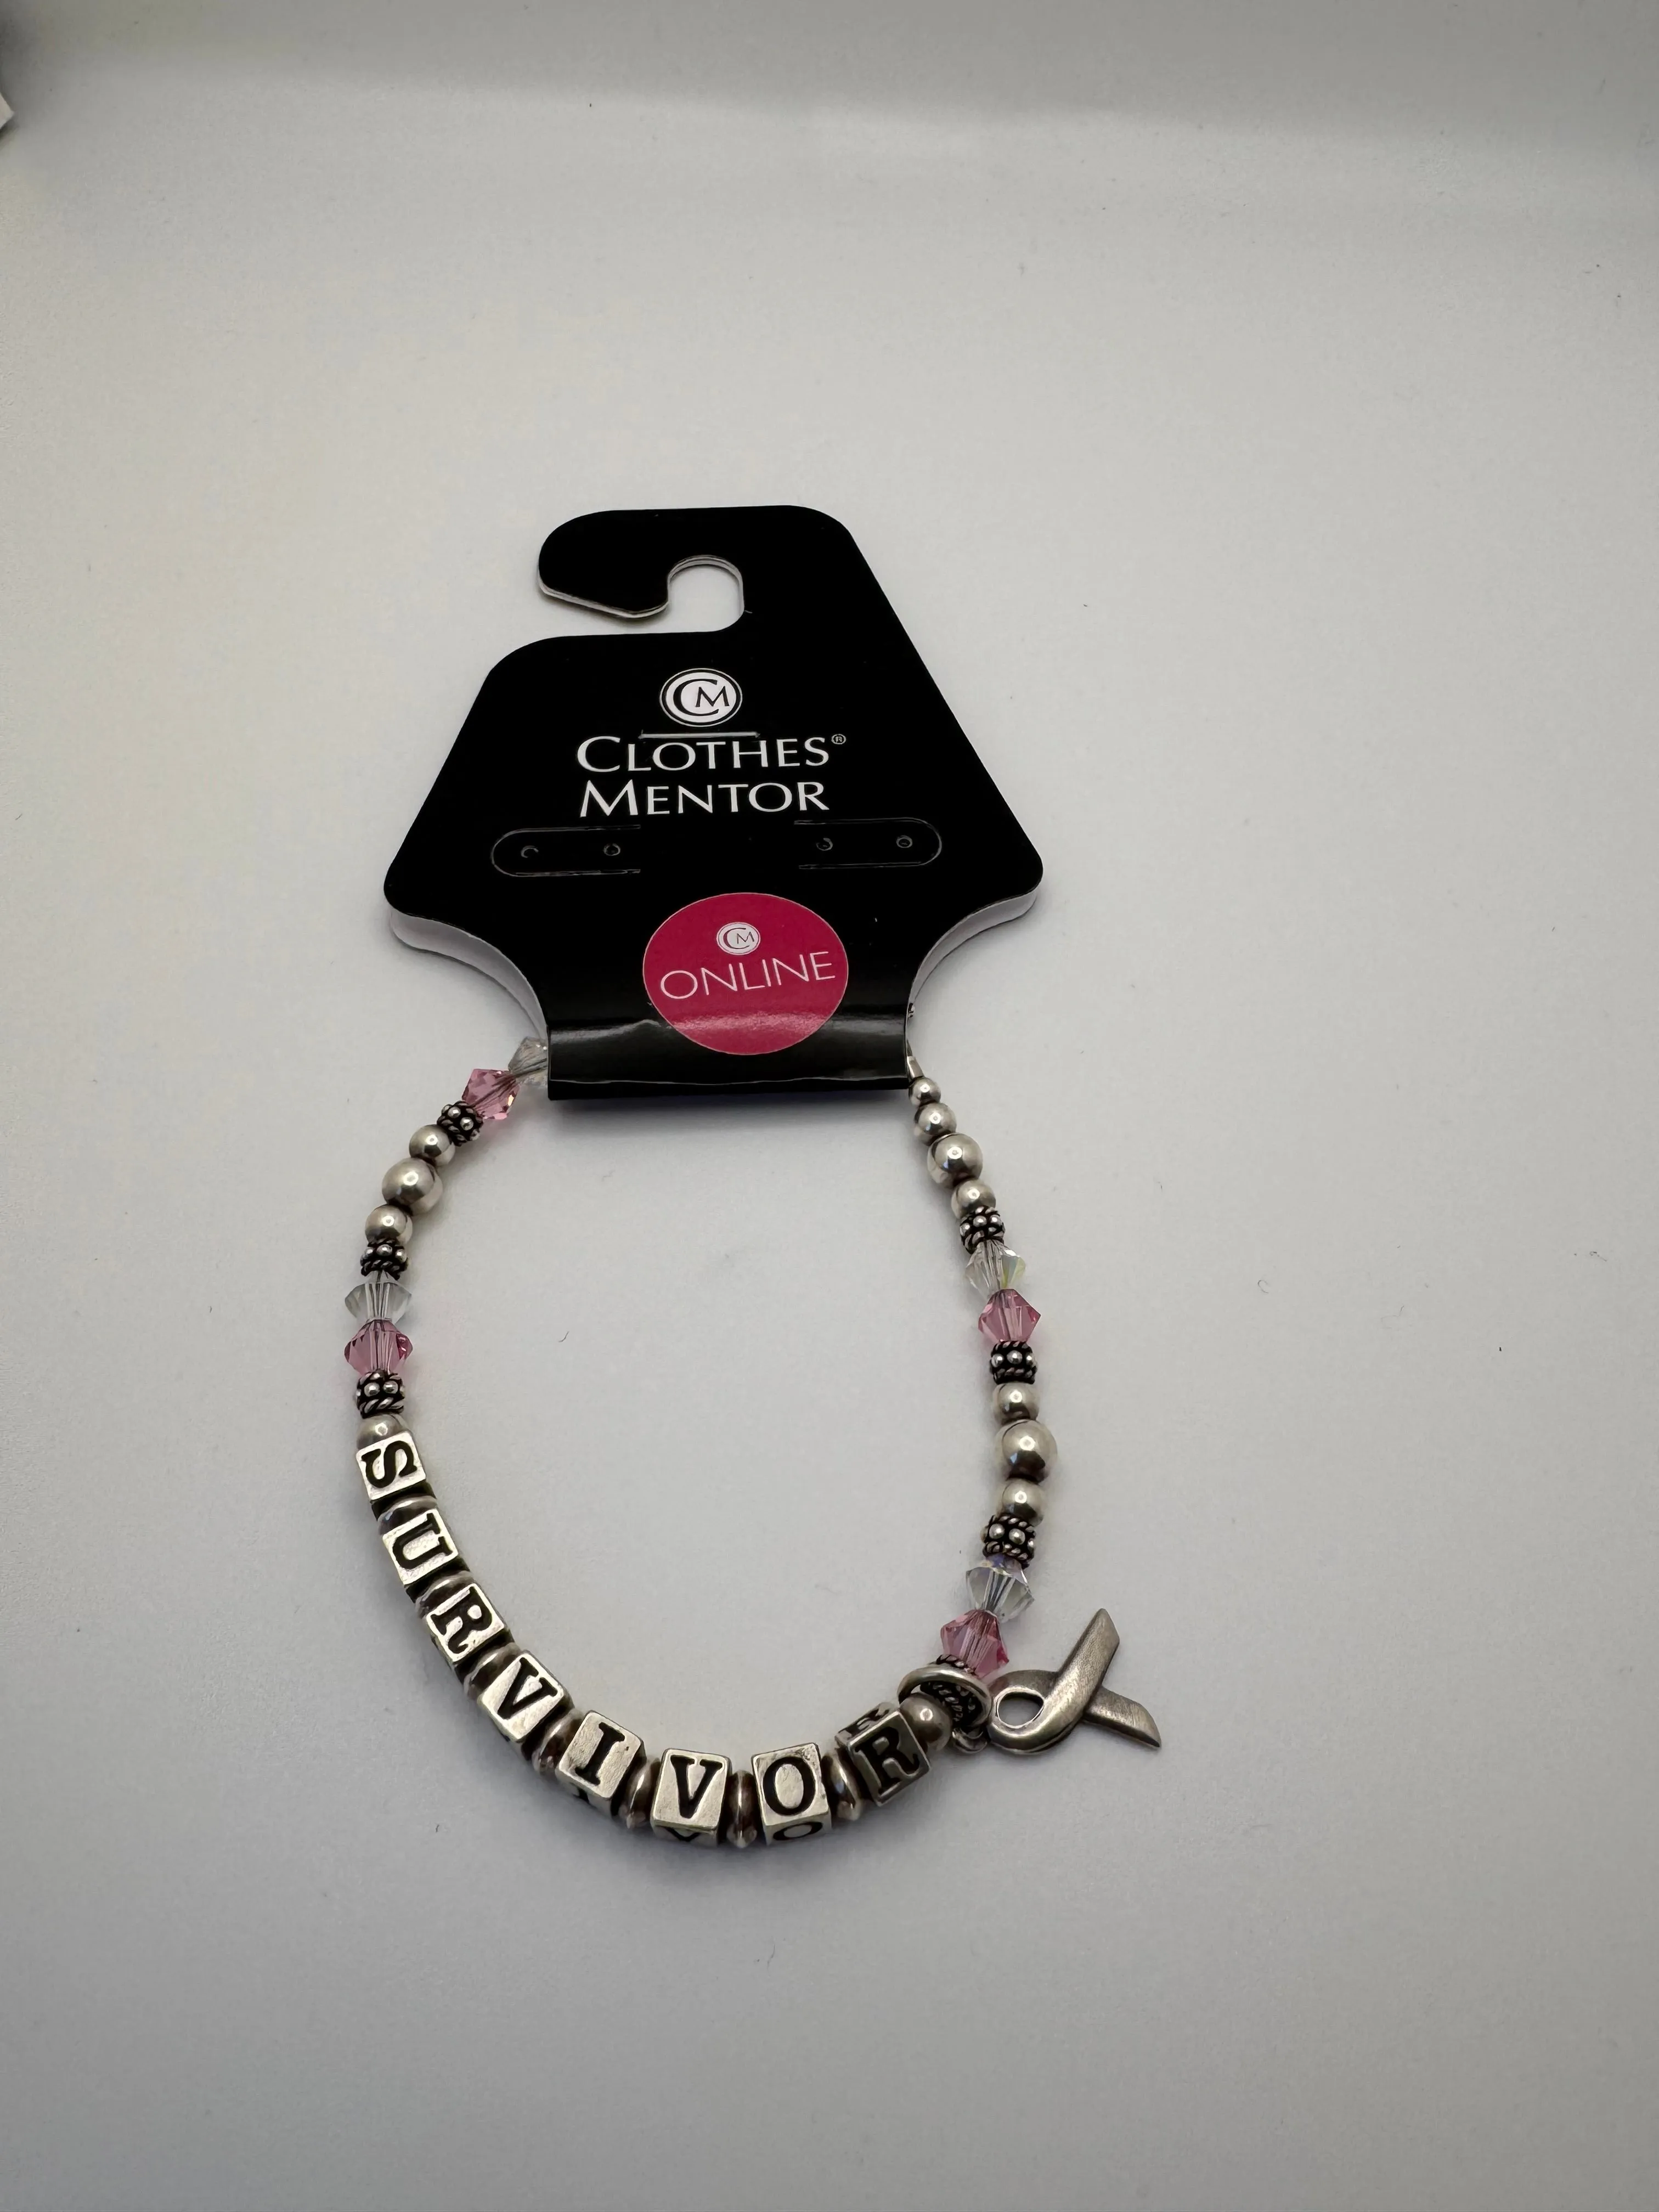 CM
CLOTHES®
MENTOR
CM
ONLINE
SURVIVOR